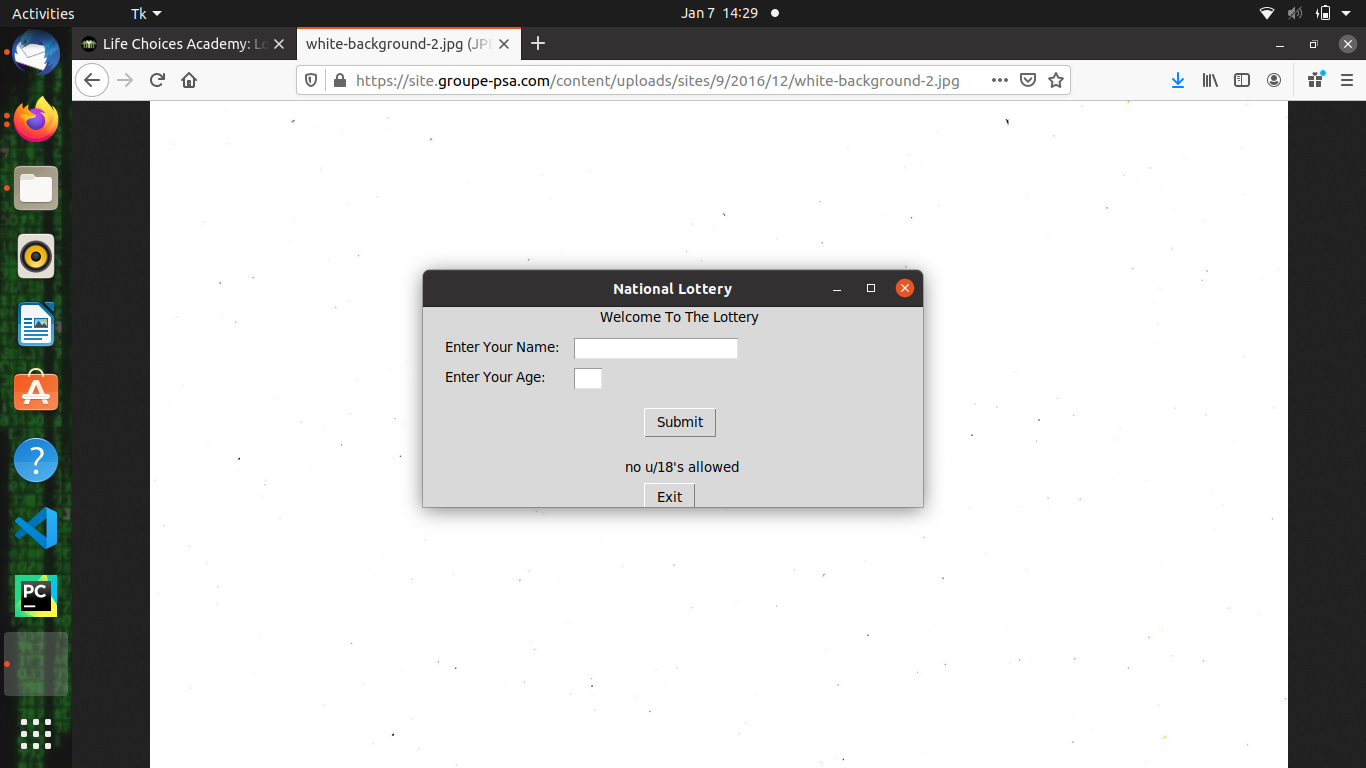 Activities
Tk
Jan 7 14:29
Life Choices Academy: Lo
white-background-2.jpg (JPE
https://site.groupe-psa.com/content/uploads/sites/9/2016/12/white-background-2.jpg
National Lottery
Welcome To The Lottery
Enter Your Name:
Enter Your Age:
Submit
no u/18's allowed
Exit
PC